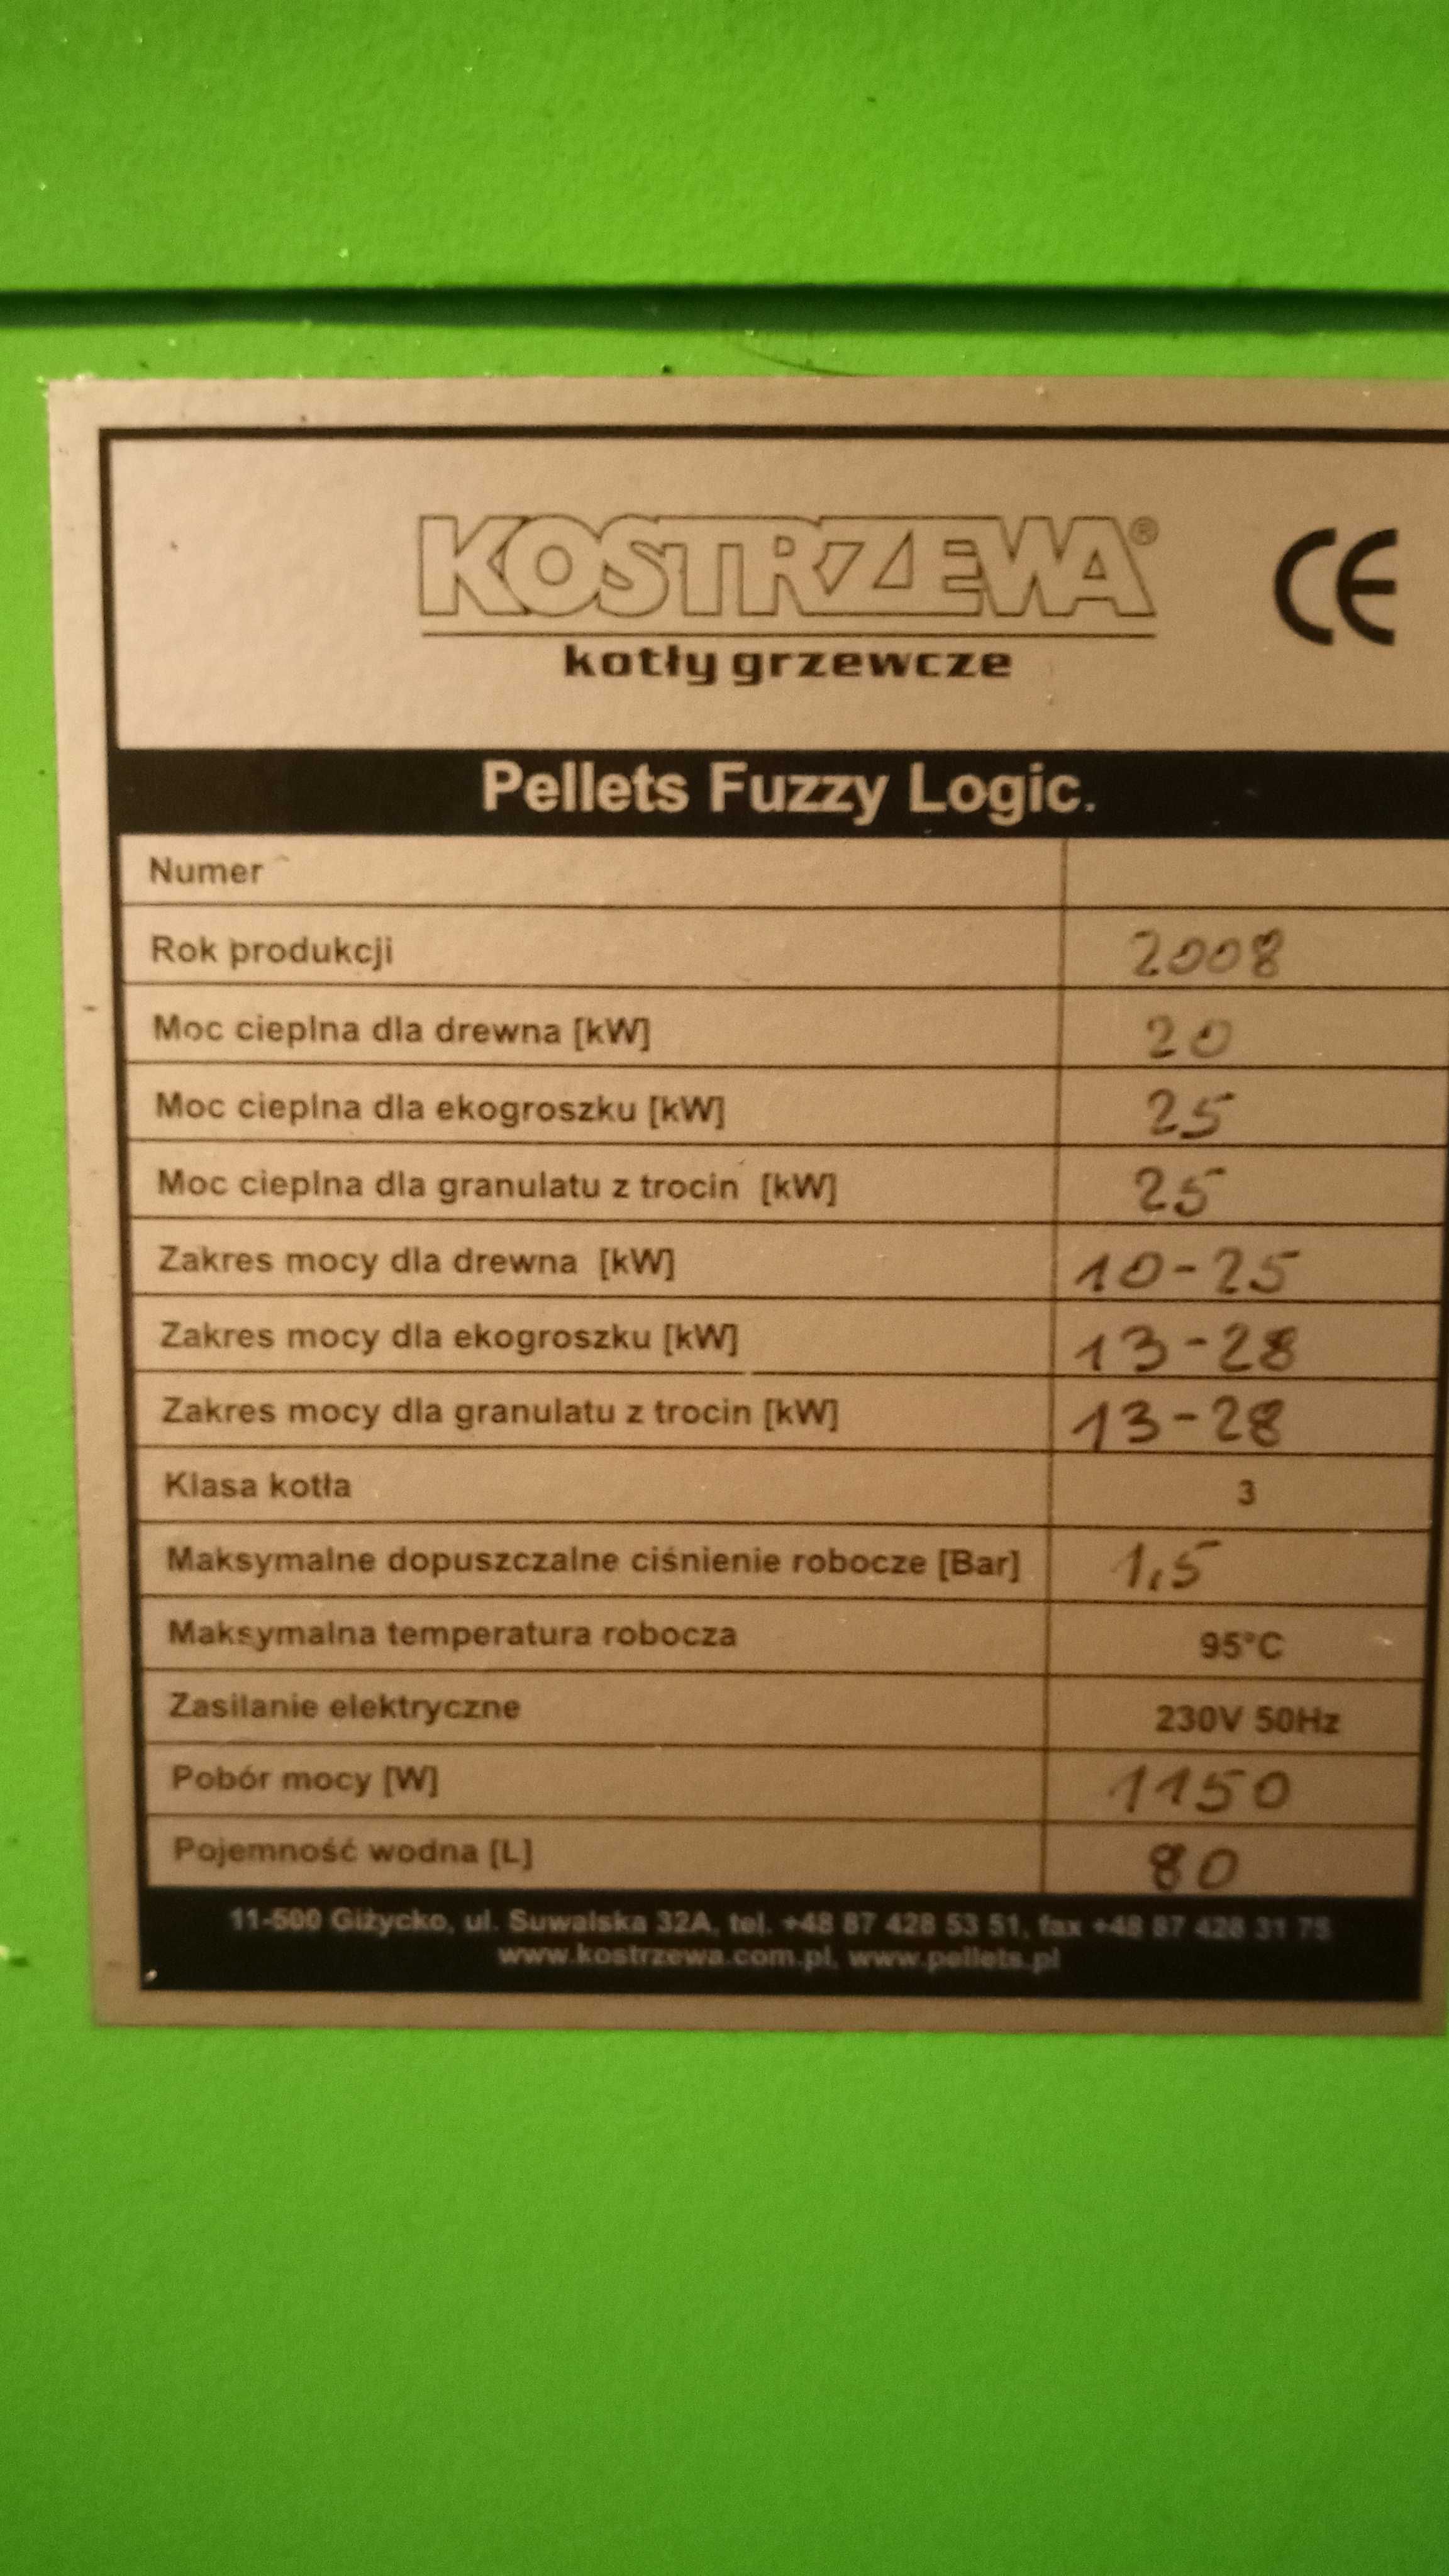 KOSTRZEWA® CE
kotły grzewcze
Pellets Fuzzy Logic.
Numer
Rok produkcji 2008
Moc cieplna dla drewna [kW] 20
Moc cieplna dla ekogroszku [kW] 25
Moc cieplna dla granulatu z trocin [kW] 25
Zakres mocy dla drewna [kW] 10-25
Zakres mocy dla ekogroszku [kW] 13-28
Zakres mocy dla granulatu z trocin [kW] 13-28
Klasa kotła 3
Maksymalne dopuszczalne ciśnienie robocze [Bar] 1,5
Maksymalna temperatura robocza 95°C
Zasilanie elektryczne 230V 50Hz
Pobór mocy [W] 1150
Pojemność wodna [L] 80
11-500 Giżycko, ul. Suwalska 32A, tel. +48 87 428 53 51, fax +48 87 428 31 75
www.kostrzewa.com.pl, www.pellets.pl